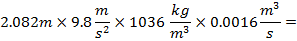 2.082m × 9.8 m/s² × 1036 kg/m³ × 0.0016 m³/s =